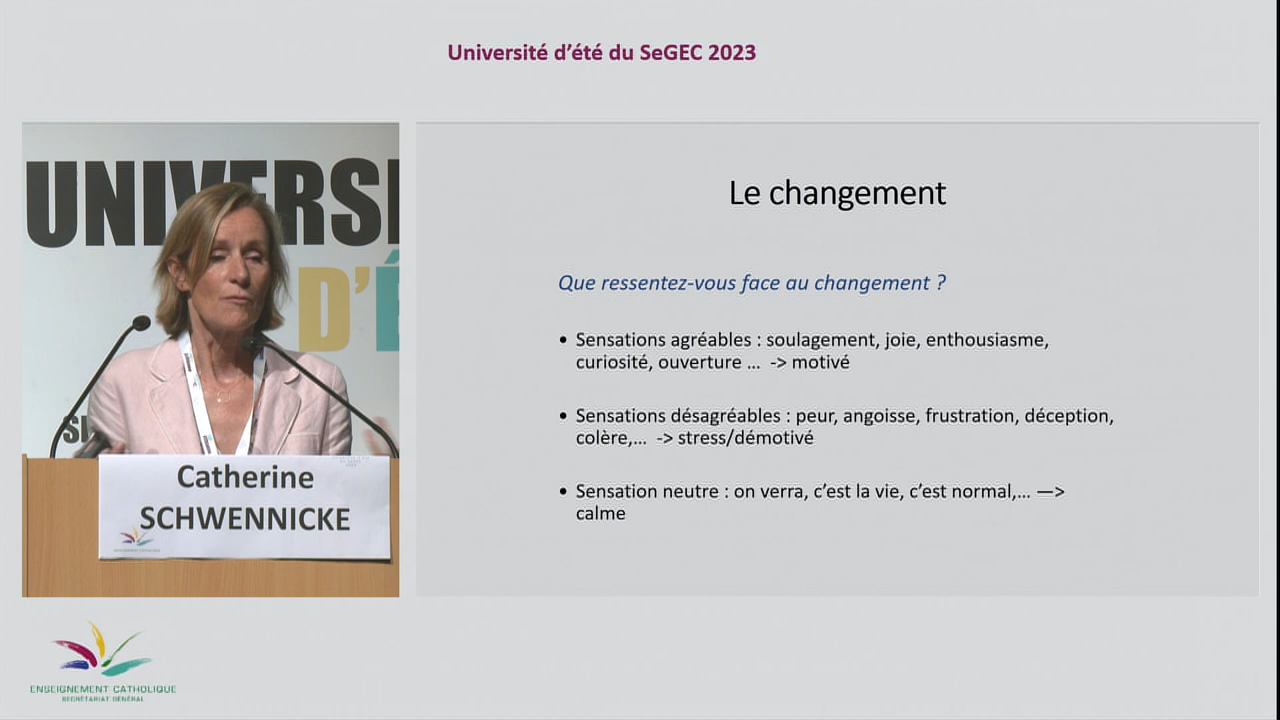 Université d'été du SeGEC 2023
UNIVERSI
D'É
Catherine
SCHWENNICKE
Le changement
Que ressentez-vous face au changement ?
• Sensations agréables : soulagement, joie, enthousiasme,
curiosité, ouverture ... -> motivé
• Sensations désagréables : peur, angoisse, frustration, déception,
colère,... -> stress/démotivé
• Sensation neutre : on verra, c'est la vie, c'est normal,... —>
calme
ENSEIGNEMENT CATHOLIQUE
SECRÉTARIAT GÉNÉRAL